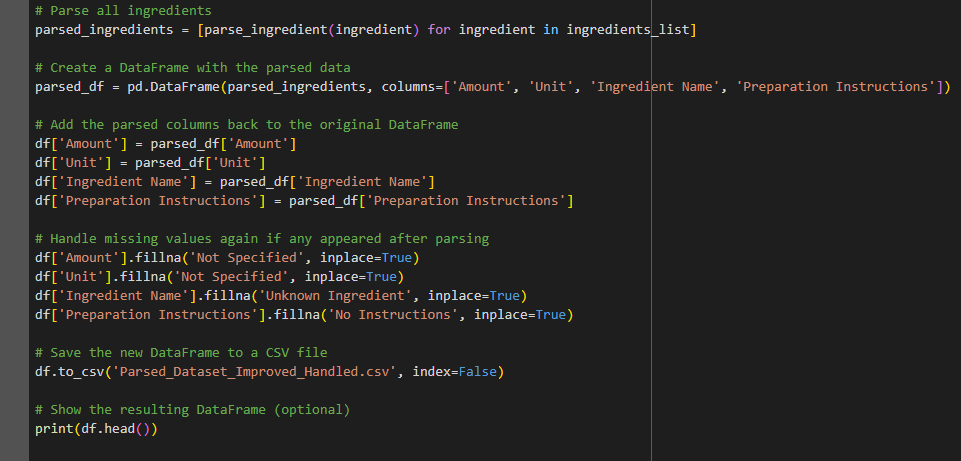 # Parse all ingredients
parsed_ingredients = [parse_ingredient(ingredient) for ingredient in ingredients_list]
# Create a DataFrame with the parsed data
parsed_df = pd.DataFrame(parsed_ingredients, columns=['Amount', 'Unit', 'Ingredient Name', 'Preparation Instructions'])
# Add the parsed columns back to the original DataFrame
df['Amount'] = parsed_df['Amount']
df['Unit'] = parsed_df['Unit']
df['Ingredient Name'] = parsed_df['Ingredient Name']
df['Preparation Instructions'] = parsed_df['Preparation Instructions']
# Handle missing values again if any appeared after parsing
df['Amount'].fillna('Not Specified', inplace=True)
df['Unit'].fillna('Not Specified', inplace=True)
df['Ingredient Name'].fillna('Unknown Ingredient', inplace=True)
df['Preparation Instructions'].fillna('No Instructions', inplace=True)
# Save the new DataFrame to a CSV file
df.to_csv('Parsed_Dataset_Improved_Handled.csv', index=False)
# Show the resulting DataFrame (optional)
print(df.head())